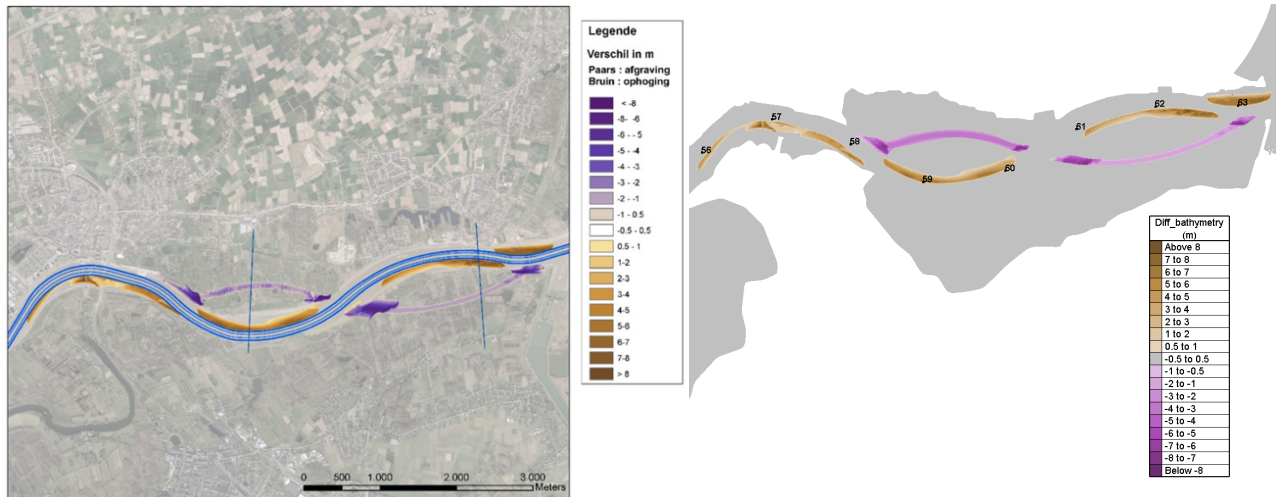 Legende
Verschil in m
Paars : afgraving
Bruin : ophoging
< -8
-8- -6
-6 - -5
-5 - -4
-4 - -3
-3 - -2
-2 - -1
-1 - 0.5
-0.5 - 0.5
0.5 - 1
1-2
2-3
3-4
4-5
5-6
6-7
7-8
> 8
0 500 1 000 2 000 3 000
Meters
56
57
58
59
60
61
62
63
Diff_bathymetry
(m)
Above 8
7 to 8
6 to 7
5 to 6
4 to 5
3 to 4
2 to 3
1 to 2
0.5 to 1
-0.5 to 0.5
-1 to -0.5
-2 to -1
-3 to -2
-4 to -3
-5 to -4
-6 to -5
-7 to -6
-8 to -7
Below -8